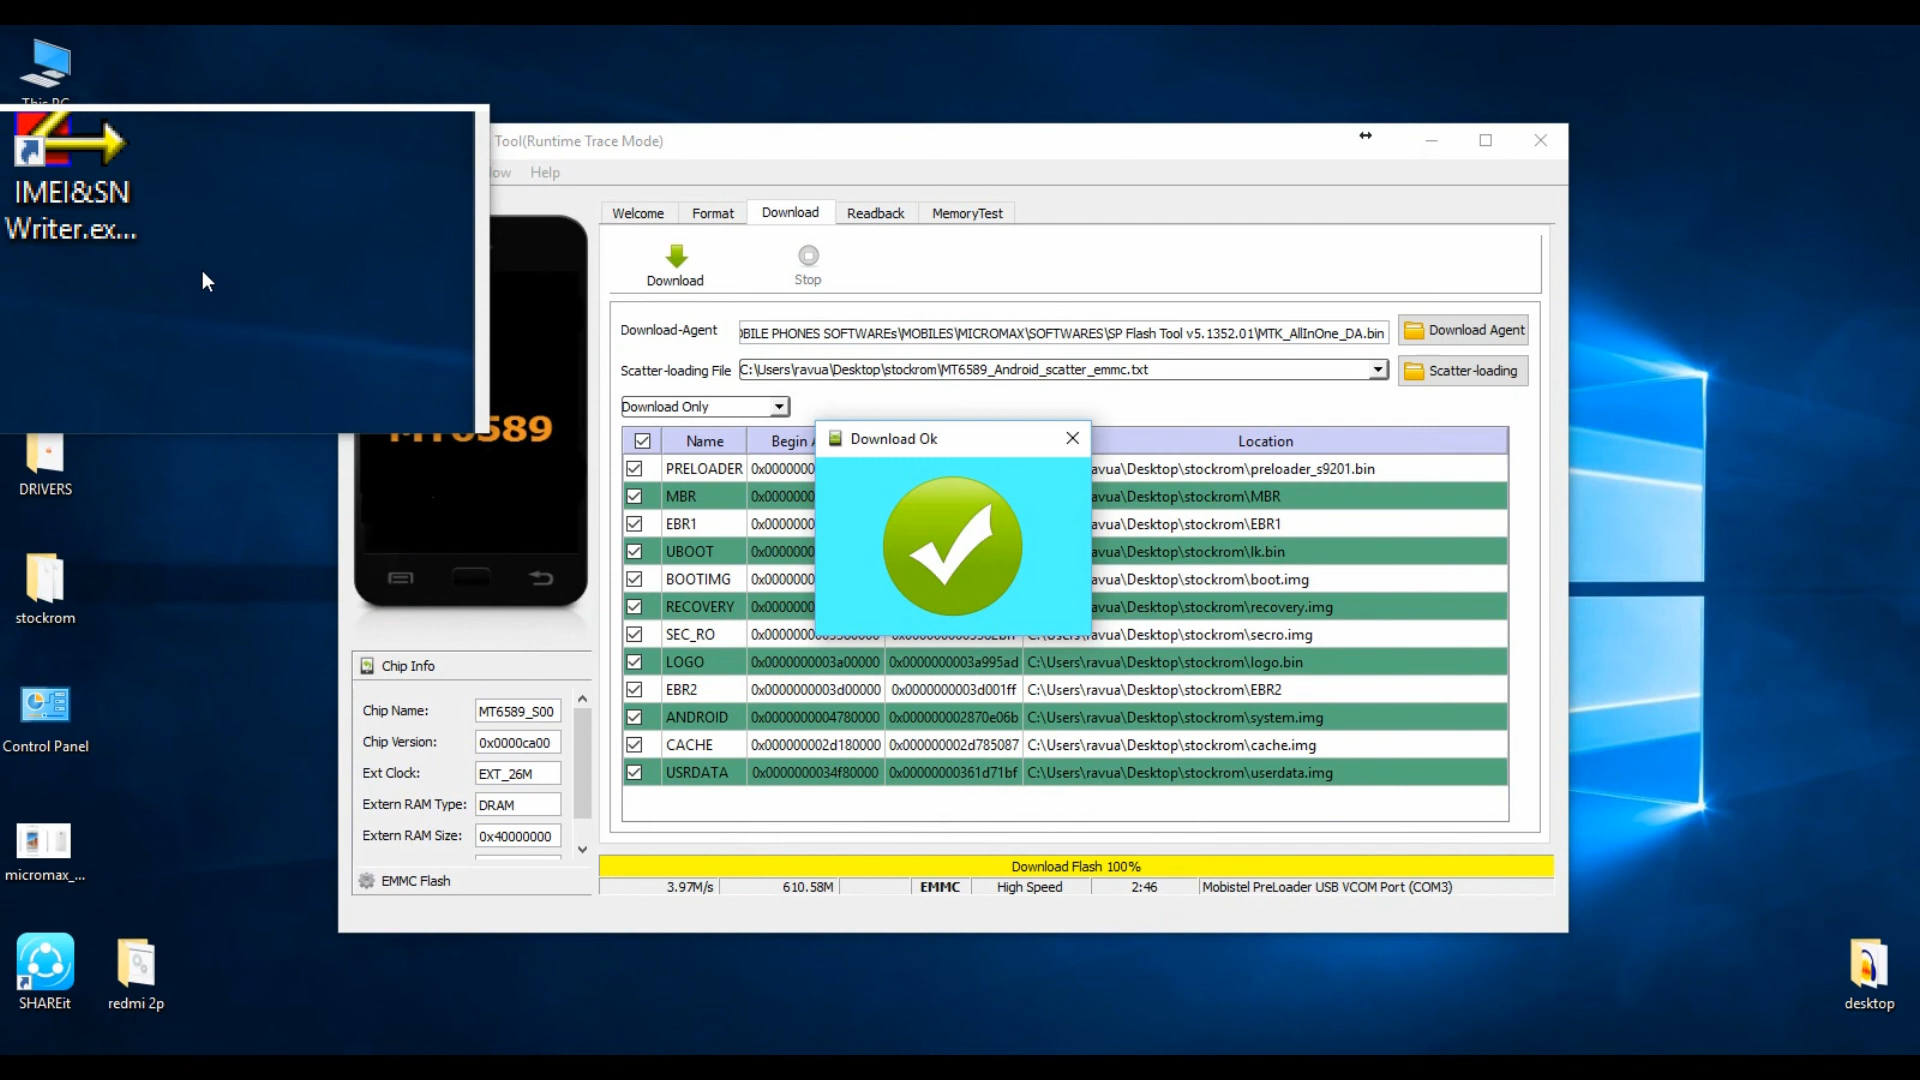 This PC
IMEI&SN
Writer.ex...
DRIVERS
stockrom
Control Panel
micromax_...
SHAREit
redmi 2p
desktop
Tool(Runtime Trace Mode)
Help
Welcome
Format
Download
Readback
MemoryTest
Download
Stop
Download-Agent
BILE PHONES SOFTWAREs\MOBILES\MICROMAX\SOFTWARES\SP Flash Tool v5.1352.01\MTK_AllInOne_DA.bin
Download Agent
Scatter-loading File
C:\Users\ravua\Desktop\stockrom\MT6589_Android_scatter_emmc.txt
Scatter-loading
Download Only
Name Begin Location
PRELOADER 0x0000000 avua\Desktop\stockrom\preloader_s9201.bin
MBR 0x0000000 avua\Desktop\stockrom\MBR
EBR1 0x0000000 avua\Desktop\stockrom\EBR1
UBOOT 0x0000000 avua\Desktop\stockrom\lk.bin
BOOTIMG 0x0000000 avua\Desktop\stockrom\boot.img
RECOVERY 0x0000000 avua\Desktop\stockrom\recovery.img
SEC_RO avua\Desktop\stockrom\secro.img
LOGO 0x0000000003a00000 0x0000000003a995ad C:\Users\ravua\Desktop\stockrom\logo.bin
EBR2 0x0000000003d00000 0x0000000003d001ff C:\Users\ravua\Desktop\stockrom\EBR2
ANDROID 0x0000000004780000 0x000000002870e06b C:\Users\ravua\Desktop\stockrom\system.img
CACHE 0x000000002d180000 0x000000002d785087 C:\Users\ravua\Desktop\stockrom\cache.img
USRDATA 0x0000000034f80000 0x00000000361d71bf C:\Users\ravua\Desktop\stockrom\userdata.img
Download Ok
MT6589
Chip Info
Chip Name: MT6589_S00
Chip Version: 0x0000ca00
Ext Clock: EXT_26M
Extern RAM Type: DRAM
Extern RAM Size: 0x40000000
EMMC Flash
Download Flash 100%
3.97M/s 610.58M EMMC High Speed 2:46 Mobistel PreLoader USB VCOM Port (COM3)